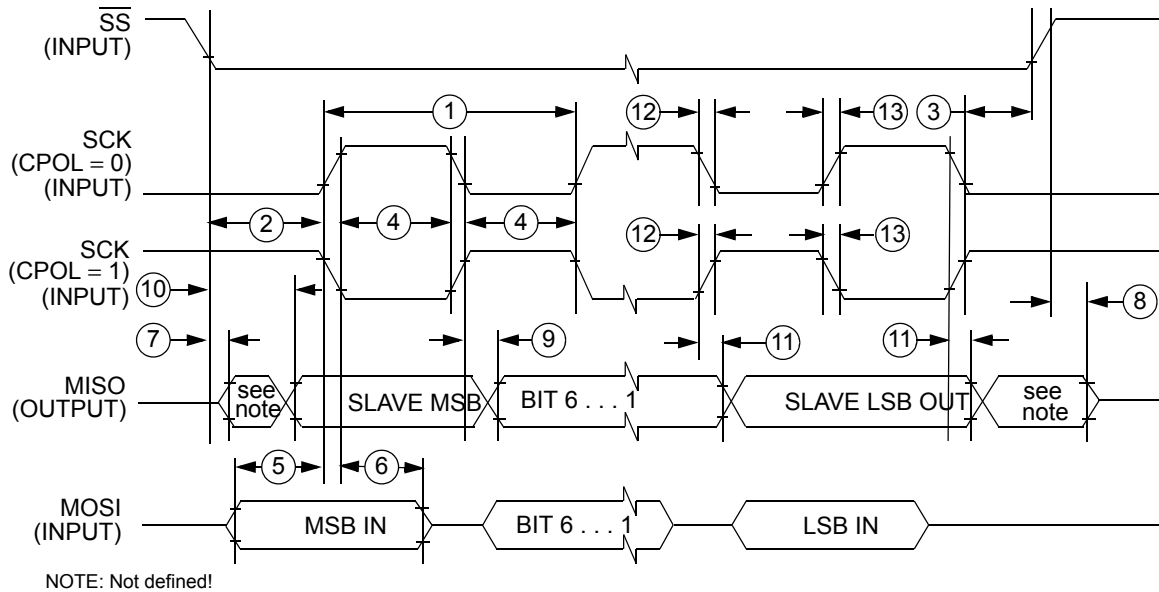 SS
(INPUT)
1
12
13
3
SCK
(CPOL = 0)
(INPUT)
2
4
4
12
13
SCK
(CPOL = 1)
(INPUT)
10
8
7
9
11
11
MISO
(OUTPUT)
see
note
SLAVE MSB
BIT 6 . . . 1
SLAVE LSB OUT
see
note
5
6
MOSI
(INPUT)
MSB IN
BIT 6 . . . 1
LSB IN
NOTE: Not defined!